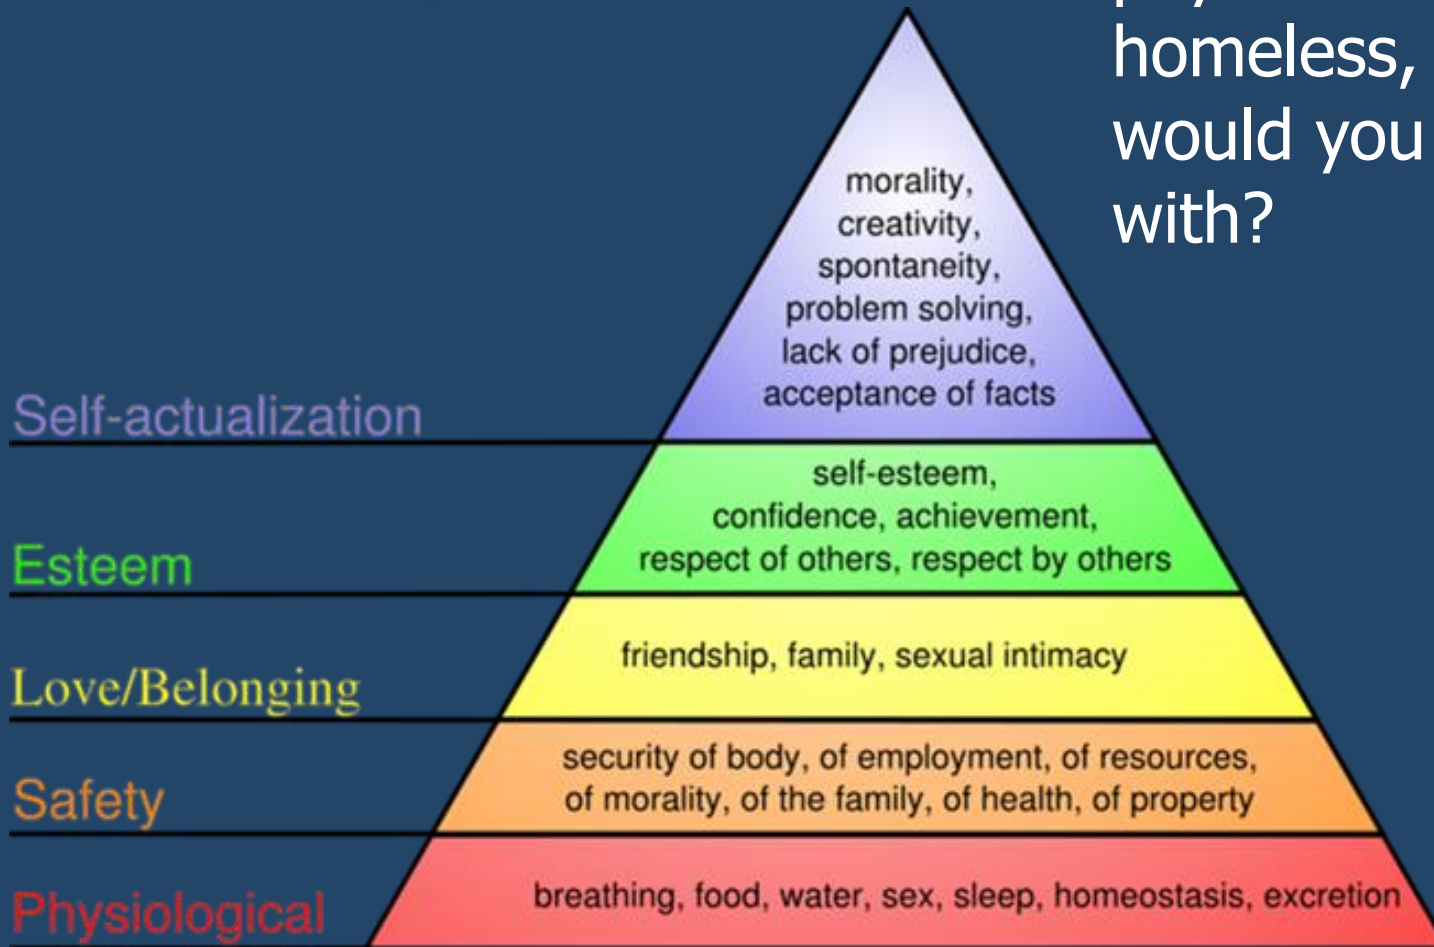 homeless,
would you
with?
morality,
creativity,
spontaneity,
problem solving,
lack of prejudice,
acceptance of facts
Self-actualization
self-esteem,
confidence, achievement,
respect of others, respect by others
Esteem
friendship, family, sexual intimacy
Love/Belonging
security of body, of employment, of resources,
of morality, of the family, of health, of property
Safety
breathing, food, water, sex, sleep, homeostasis, excretion
Physiological